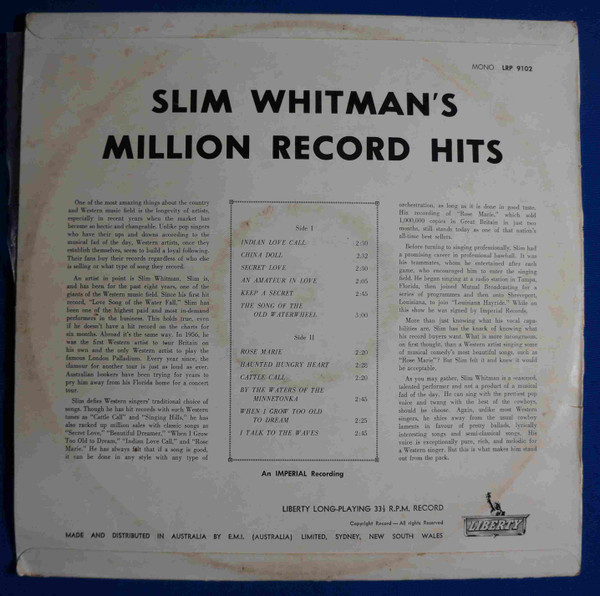 MONO LRP 9102
SLIM WHITMAN'S
MILLION RECORD HITS
One of the most amazing things about the country
and Western music field is the longevity of artists,
especially in recent years when the market has
become so hectic and changeable. Unlike pop singers
who have their ups and downs according to the
musical fad of the day, Western artists, once they
establish themselves, seem to build a loyal following.
Their fans buy their records regardless of who else
is selling or what type of song they record.
An artist in point is Slim Whitman. Slim is,
and has been for the past eight years, one of the
giants of the Western music field. Since his first hit
record, "Love Song of the Water Fall," Slim has
been one of the highest paid and most in-demand
performers in the business. This holds true, even
if he doesn't have a hit record on the charts for
six months. Abroad it's the same way. In 1956, he
was the first Western artist to tour Britain on
his own and the only Western artist to play the
famous London Palladium. Every year since, the
clamour for another tour is just as loud as ever.
Australian bookers have been trying for years to
pry him away from his Florida home for a concert
tour.
Slim defies Western singers' traditional choice of
songs. Though he has hit records with such Western
tunes as "Cattle Call" and "Singing Hills," he has
also racked up million sales with classic songs as
"Secret Love," "Beautiful Dreamer," "When I Grow
Too Old to Dream," "Indian Love Call," and "Rose
Marie." He has always felt that if a song is good,
it can be done in any style with any type of
Side I
INDIAN LOVE CALL 2:50
CHINA DOLL 2:52
SECRET LOVE 2:30
AN AMATEUR IN LOVE 2:05
KEEP A SECRET 2:45
THE SONG OF THE
OLD WATERWHEEL :00
Side II
ROSE MARIE 2:20
HAUNTED HUNGRY HEART 2:26
CATTLE CALL 2:20
BY THE WATERS OF THE
MINNETONKA 2:45
WHEN I GROW TOO OLD
TO DREAM 2:25
I TALK TO THE WAVES 2:45
An IMPERIAL Recording
orchestration, as long as it is done in good taste.
His recording of "Rose Marie," which sold
1,000,000 copies in Great Britain in just two
months, still stands today as one of that nation's
all-time best sellers.
Before turning to singing professionally, Slim had
a promising career in professional baseball. It was
his teammates, whom he entertained after each
game, who encouraged him to enter the singing
field. He began singing at a radio station in Tampa,
Florida, then joined Mutual Broadcasting for a
series of programmes and then onto Shreveport,
Louisiana, to join "Louisiana Hayride." While on
this show he was signed by Imperial Records.
More than just knowing what his vocal capa-
bilities are, Slim has the knack of knowing what
his record buyers want. What is more incongruous,
on first thought, than a Western artist singing some
of musical comedy's most beautiful songs, such as
"Rose Marie"? But Slim felt it and knew it would
be acceptable.
As you may gather, Slim Whitman is a seasoned,
talented performer and not a product of a musical
fad of the day. He can sing with the purest pop
voice and twang with the best of the cowboys,
should he choose. Again, unlike most Western
singers, he shies away from the usual cowboy
laments in favour of pretty ballads, lyrically
interesting songs and semi-classical songs. His
voice is exceptionally pure, rich, and melodic for
a Western singer. But this is what makes him stand
out from the pack.
LIBERTY LONG-PLAYING 33⅓ R.P.M. RECORD
Copyright Record — All rights Reserved
LIBERTY
MADE AND DISTRIBUTED IN AUSTRALIA BY E.M.I. (AUSTRALIA) LIMITED, SYDNEY, NEW SOUTH WALES